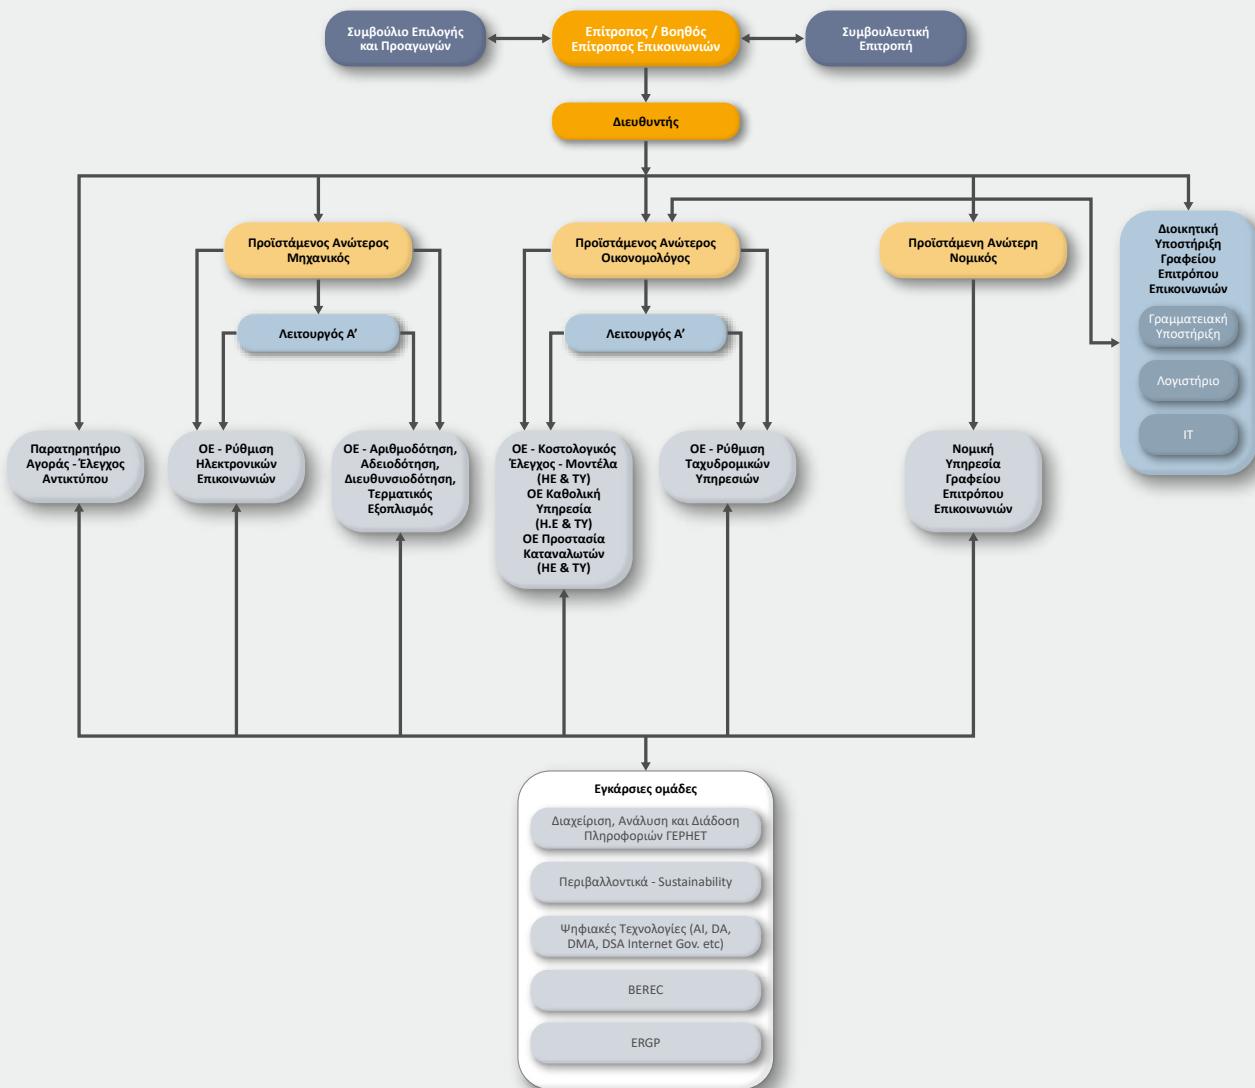 Συμβούλιο Επιλογής
και Προαγωγών
Επίτροπος / Βοηθός
Επίτροπος Επικοινωνιών
Συμβουλευτική
Επιτροπή
Διευθυντής
Προϊστάμενος Ανώτερος
Μηχανικός
Προϊστάμενος Ανώτερος
Οικονομολόγος
Προϊστάμενη Ανώτερη
Νομικός
Διοικητική
Υποστήριξη
Γραφείου
Επιτρόπου
Επικοινωνιών
Γραμματειακή
Υποστήριξη
Λογιστήριο
IT
Λειτουργός Α’
Λειτουργός Α’
Παρατηρητήριο
Αγοράς - Έλεγχος
Αντικτύπου
ΟΕ - Ρύθμιση
Ηλεκτρονικών
Επικοινωνιών
ΟΕ - Αριθμοδότηση,
Αδειοδότηση,
Διευθυνσιοδότηση,
Τερματικός
Εξοπλισμός
ΟΕ - Κοστολογικός
Έλεγχος - Μοντέλα
(ΗΕ & ΤΥ)
ΟΕ Καθολική
Υπηρεσία
(Η.Ε & ΤΥ)
ΟΕ Προστασία
Καταναλωτών
(ΗΕ & ΤΥ)
ΟΕ - Ρύθμιση
Ταχυδρομικών
Υπηρεσιών
Νομική
Υπηρεσία
Γραφείου
Επιτρόπου
Επικοινωνιών
Εγκάρσιες ομάδες
Διαχείριση, Ανάλυση και Διάδοση
Πληροφοριών ΓΕΡΗΕΤ
Περιβαλλοντικά - Sustainability
Ψηφιακές Τεχνολογίες (AI, DA,
DMA, DSA Internet Gov. etc)
BEREC
ERGP